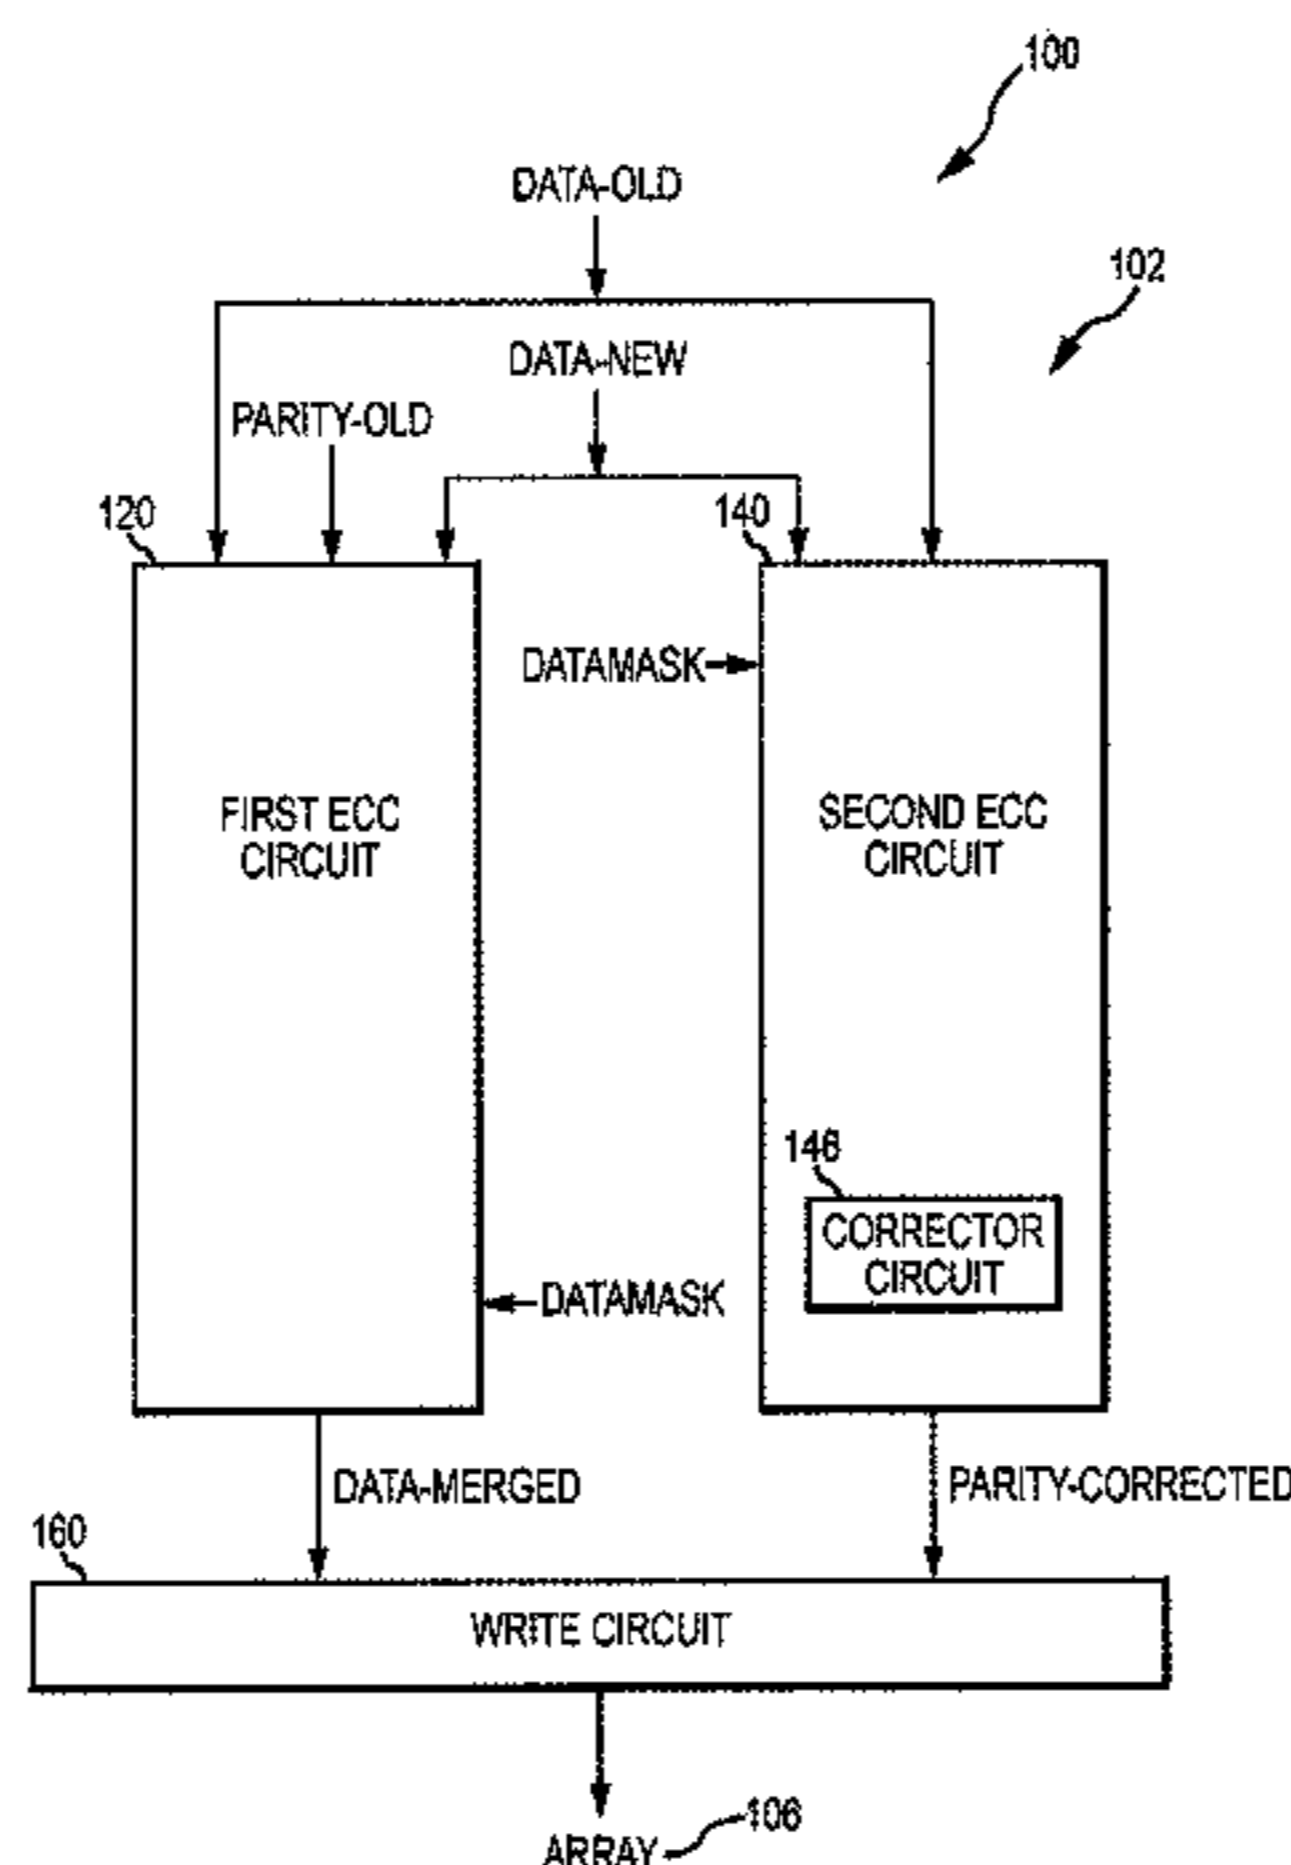 100
DATA-OLD
102
DATA-NEW
PARITY-OLD
120
140
DATAMASK
FIRST ECC
CIRCUIT
SECOND ECC
CIRCUIT
146
CORRECTOR
CIRCUIT
DATAMASK
DATA-MERGED
PARITY-CORRECTED
160
WRITE CIRCUIT
106
ARRAY